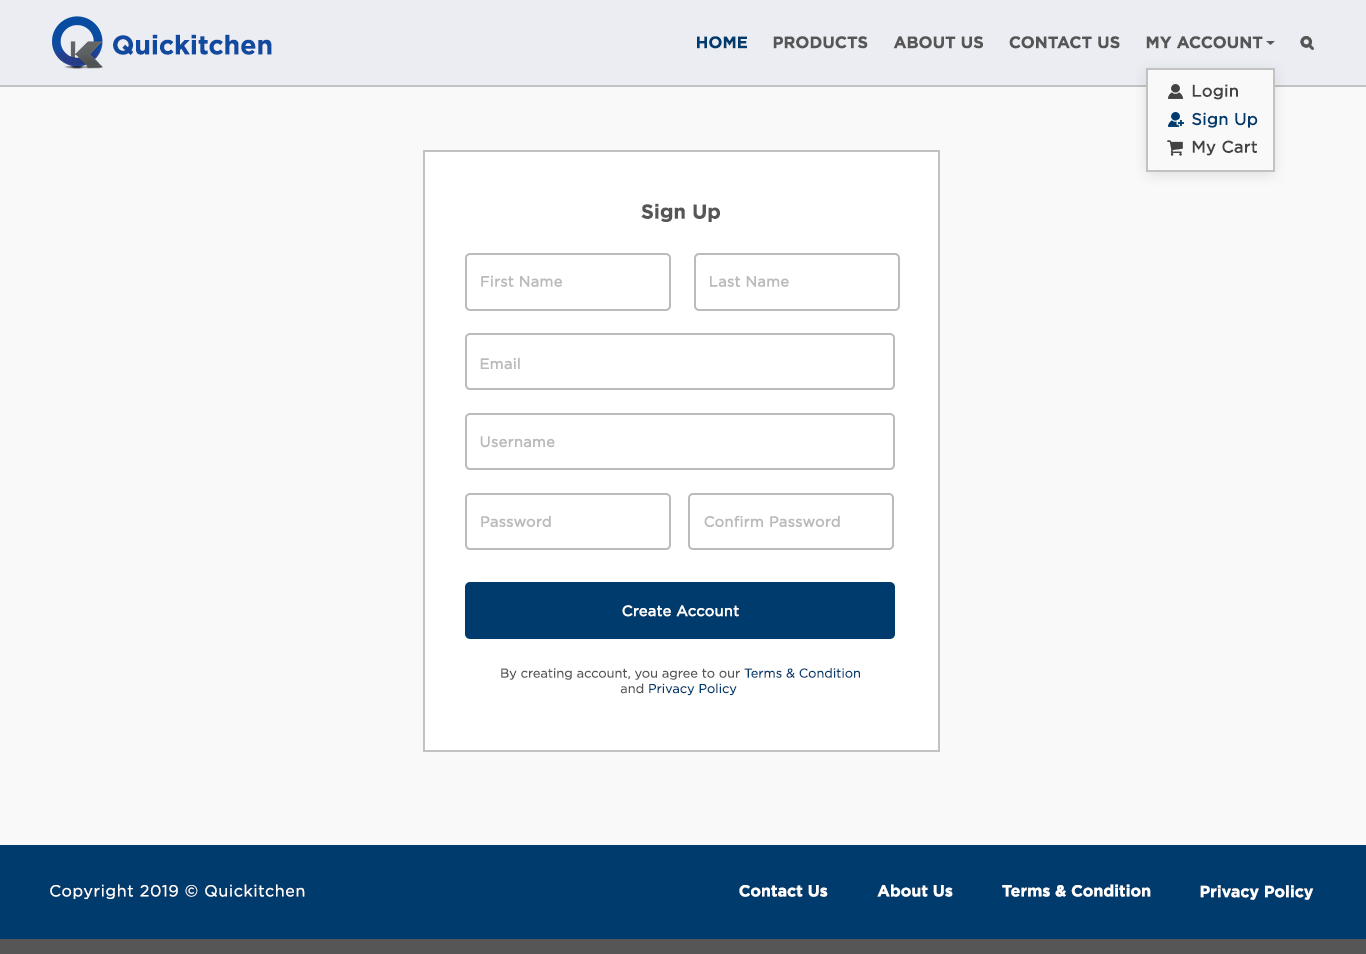 Quickitchen
HOME PRODUCTS ABOUT US CONTACT US MY ACCOUNT
Login
Sign Up
My Cart
Sign Up
First Name Last Name
Email
Username
Password Confirm Password
Create Account
By creating account, you agree to our Terms & Condition
and Privacy Policy
Copyright 2019 © Quickitchen Contact Us About Us Terms & Condition Privacy Policy